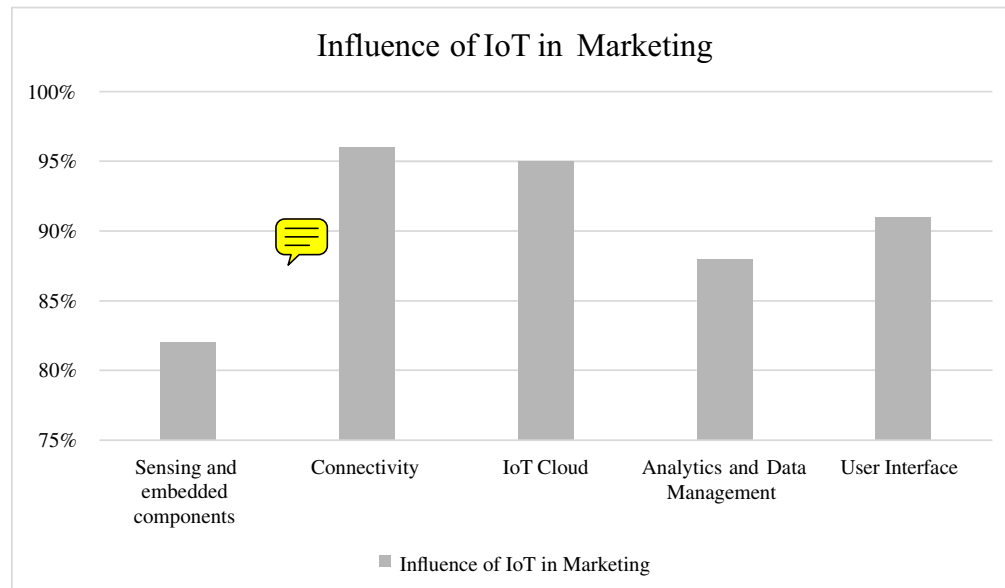 Influence of IoT in Marketing
100%
95%
90%
85%
80%
75%
Sensing and
embedded
components
Connectivity
IoT Cloud
Analytics and Data
Management
User Interface
Influence of IoT in Marketing